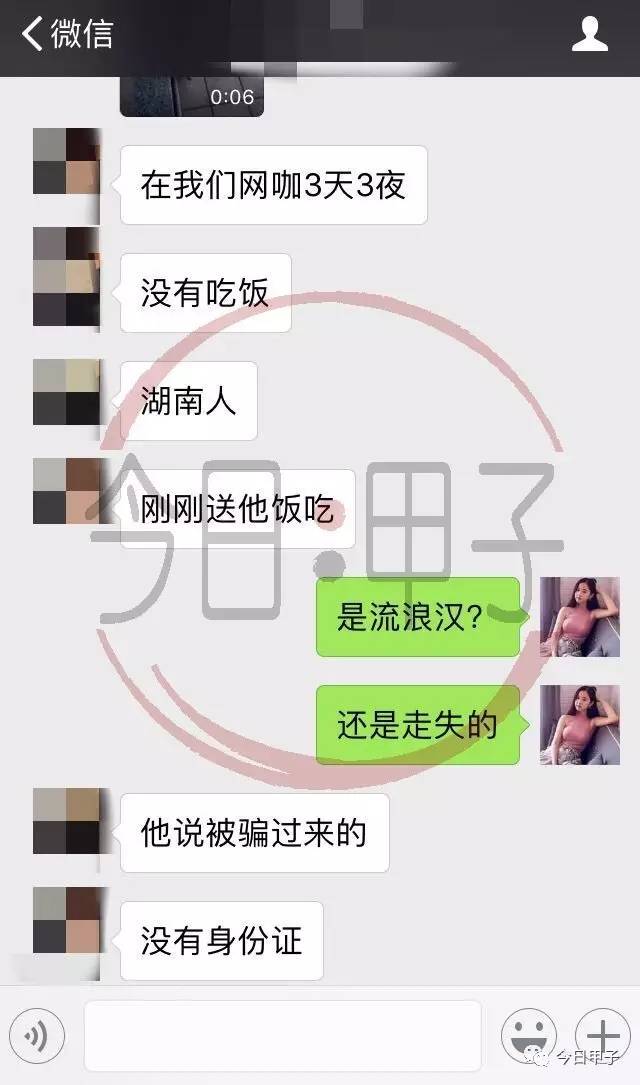 微信
0:06
在我们网咖3天3夜
没有吃饭
湖南人
刚刚送他饭吃
今日·甲子
是流浪汉?
还是走失的
他说被骗过来的
没有身份证
今日甲子